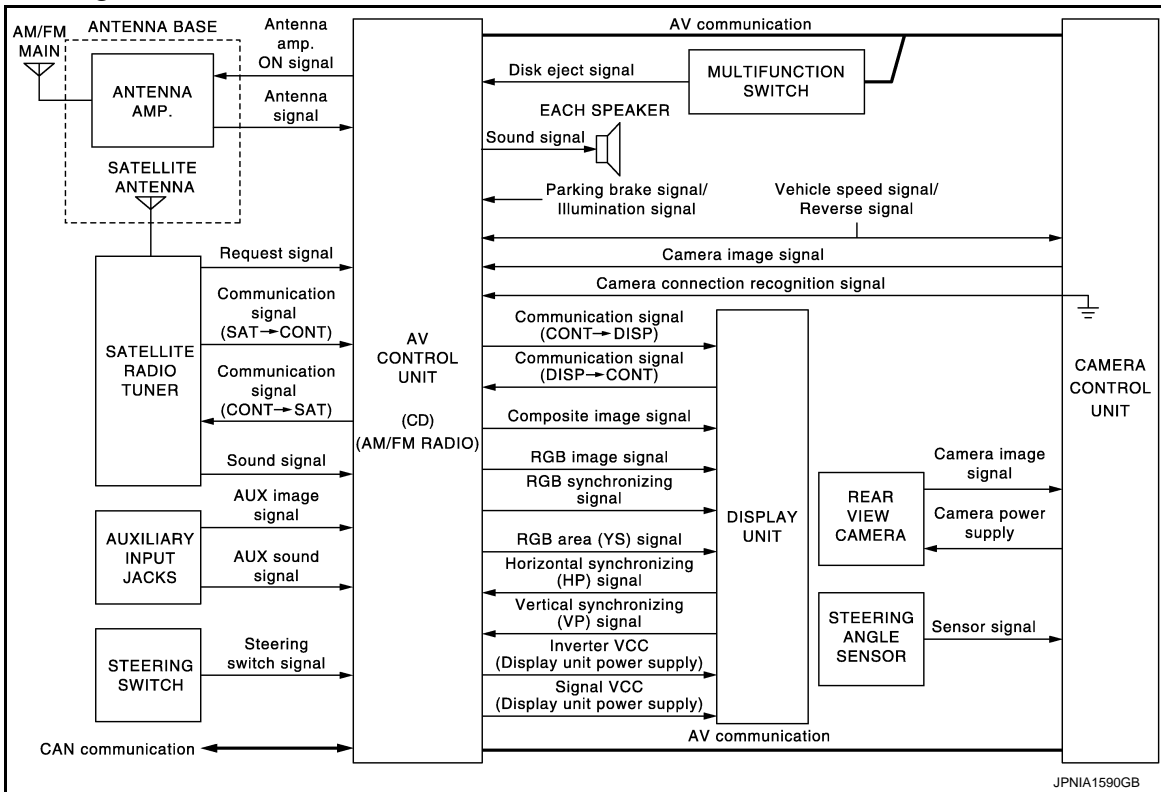 AM/FM
MAIN
ANTENNA BASE
ANTENNA
AMP.
SATELLITE
ANTENNA
Antenna
amp.
ON signal
Antenna
signal
SATELLITE
RADIO
TUNER
Request signal
Communication
signal
(SAT→CONT)
Communication
signal
(CONT→SAT)
Sound signal
AUXILIARY
INPUT
JACKS
AUX image
signal
AUX sound
signal
STEERING
SWITCH
Steering
switch signal
CAN communication
AV
CONTROL
UNIT
(CD)
(AM/FM RADIO)
AV communication
Disk eject signal
MULTIFUNCTION
SWITCH
EACH SPEAKER
Sound signal
Parking brake signal/
Illumination signal
Vehicle speed signal/
Reverse signal
Camera image signal
Camera connection recognition signal
Communication signal
(CONT→DISP)
Communication signal
(DISP→CONT)
Composite image signal
RGB image signal
RGB synchronizing
signal
RGB area (YS) signal
Horizontal synchronizing
(HP) signal
Vertical synchronizing
(VP) signal
Inverter VCC
(Display unit power supply)
Signal VCC
(Display unit power supply)
DISPLAY
UNIT
REAR
VIEW
CAMERA
Camera image
signal
Camera power
supply
STEERING
ANGLE
SENSOR
Sensor signal
CAMERA
CONTROL
UNIT
AV communication
JPNIA1590GB